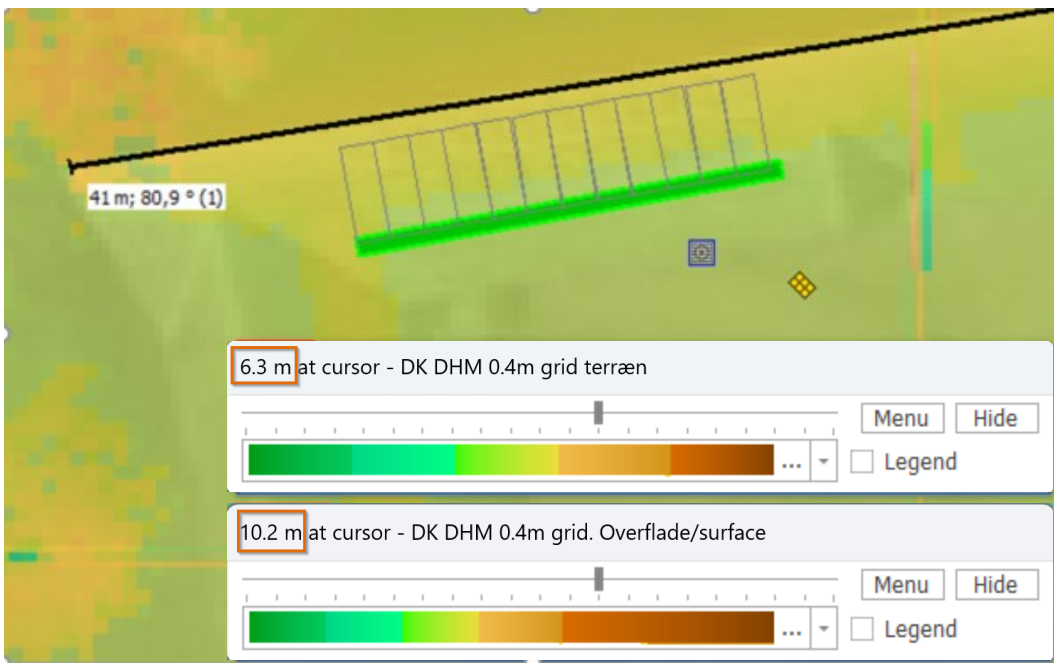 41 m; 80,9 ° (1)
6.3 m at cursor - DK DHM 0.4m grid terræn
Menu Hide
... Legend
10.2 m at cursor - DK DHM 0.4m grid. Overflade/surface
Menu Hide
... Legend